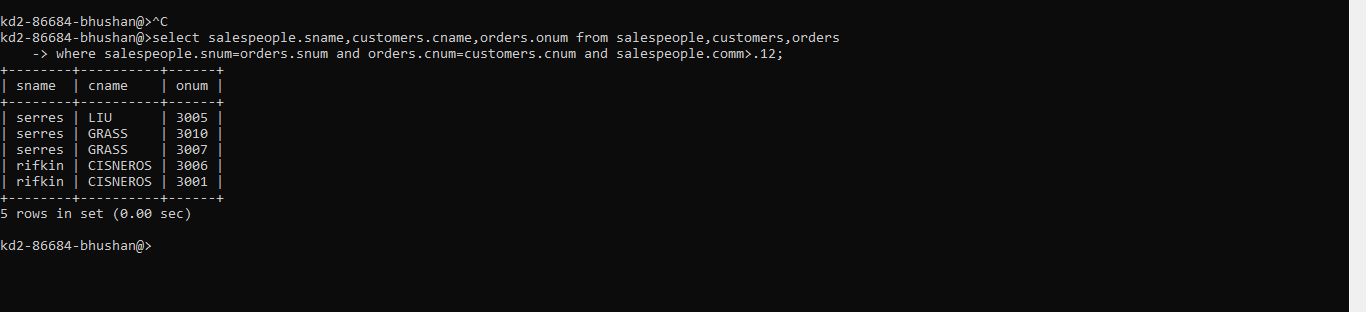 kd2-86684-bhushan@>^C
kd2-86684-bhushan@>select salespeople.sname,customers.cname,orders.onum from salespeople,customers,orders
    -> where salespeople.snum=orders.snum and orders.cnum=customers.cnum and salespeople.comm>.12;
+--------+----------+------+
| sname  | cname    | onum |
+--------+----------+------+
| serres | LIU      | 3005 |
| serres | GRASS    | 3010 |
| serres | GRASS    | 3007 |
| rifkin | CISNEROS | 3006 |
| rifkin | CISNEROS | 3001 |
+--------+----------+------+
5 rows in set (0.00 sec)

kd2-86684-bhushan@>